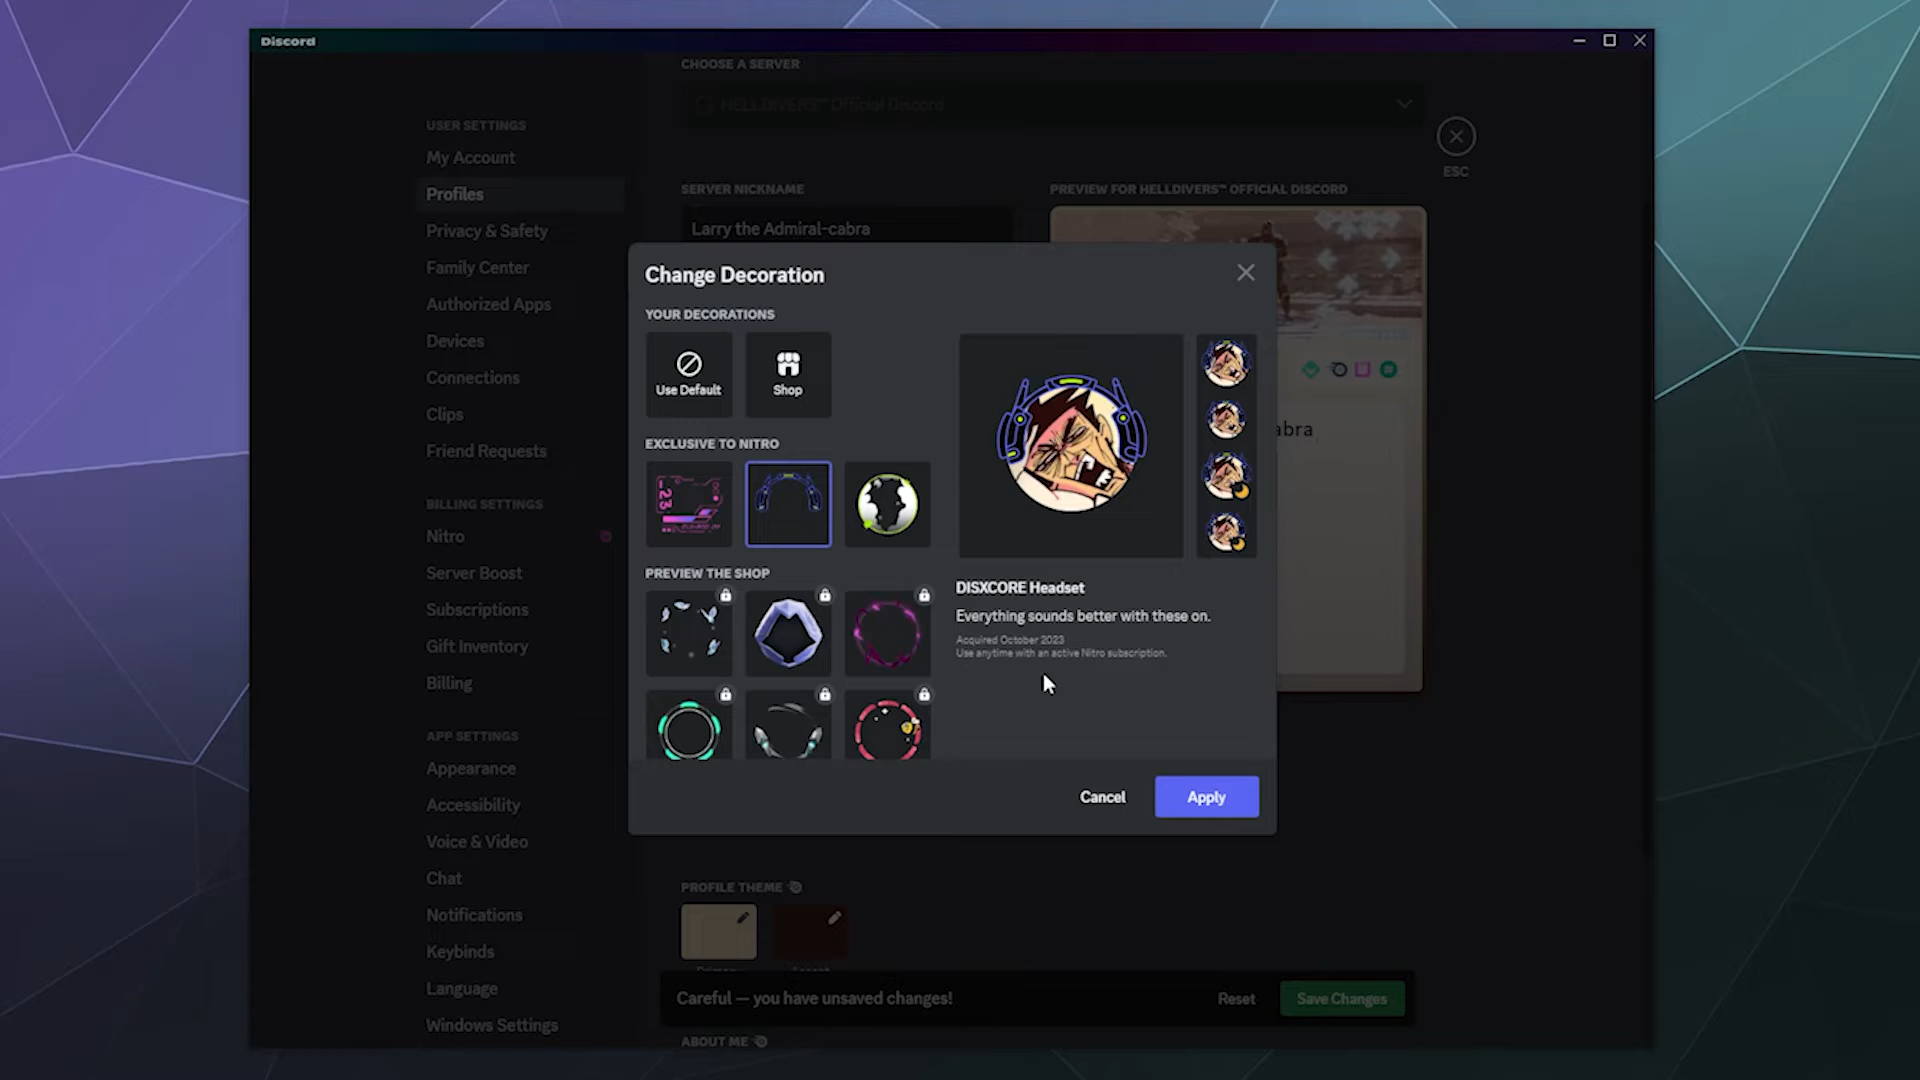 Discord
CHOOSE A SERVER
HELLDIVERS™ Official Discord
ESC
USER SETTINGS
My Account
Profiles
Privacy & Safety
Family Center
Authorized Apps
Devices
Connections
Clips
Friend Requests
BILLING SETTINGS
Nitro
Server Boost
Subscriptions
Gift Inventory
Billing
APP SETTINGS
Appearance
Accessibility
Voice & Video
Chat
Notifications
Keybinds
Language
Windows Settings
SERVER NICKNAME
Larry the Admiral-cabra
PREVIEW FOR HELLDIVERS™ OFFICIAL DISCORD
abra
Change Decoration
YOUR DECORATIONS
Use Default
Shop
EXCLUSIVE TO NITRO
PREVIEW THE SHOP
DISXCORE Headset
Everything sounds better with these on.
Acquired October 2023
Use anytime with an active Nitro subscription.
Cancel
Apply
PROFILE THEME
Careful — you have unsaved changes!
Reset
Save Changes
ABOUT ME